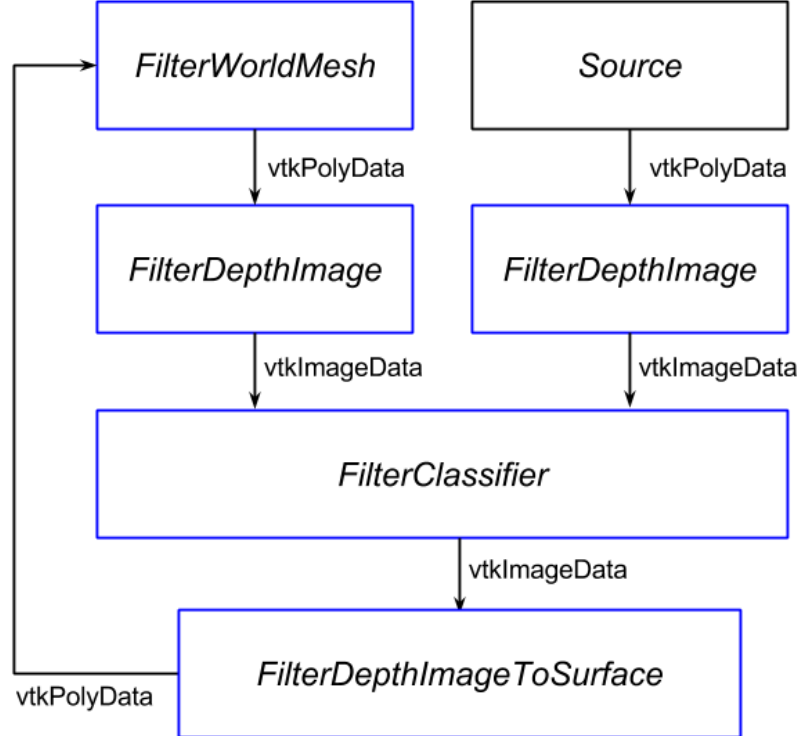 FilterWorldMesh
Source
vtkPolyData
vtkPolyData
FilterDepthImage
FilterDepthImage
vtkImageData
vtkImageData
FilterClassifier
vtkImageData
FilterDepthImageToSurface
vtkPolyData